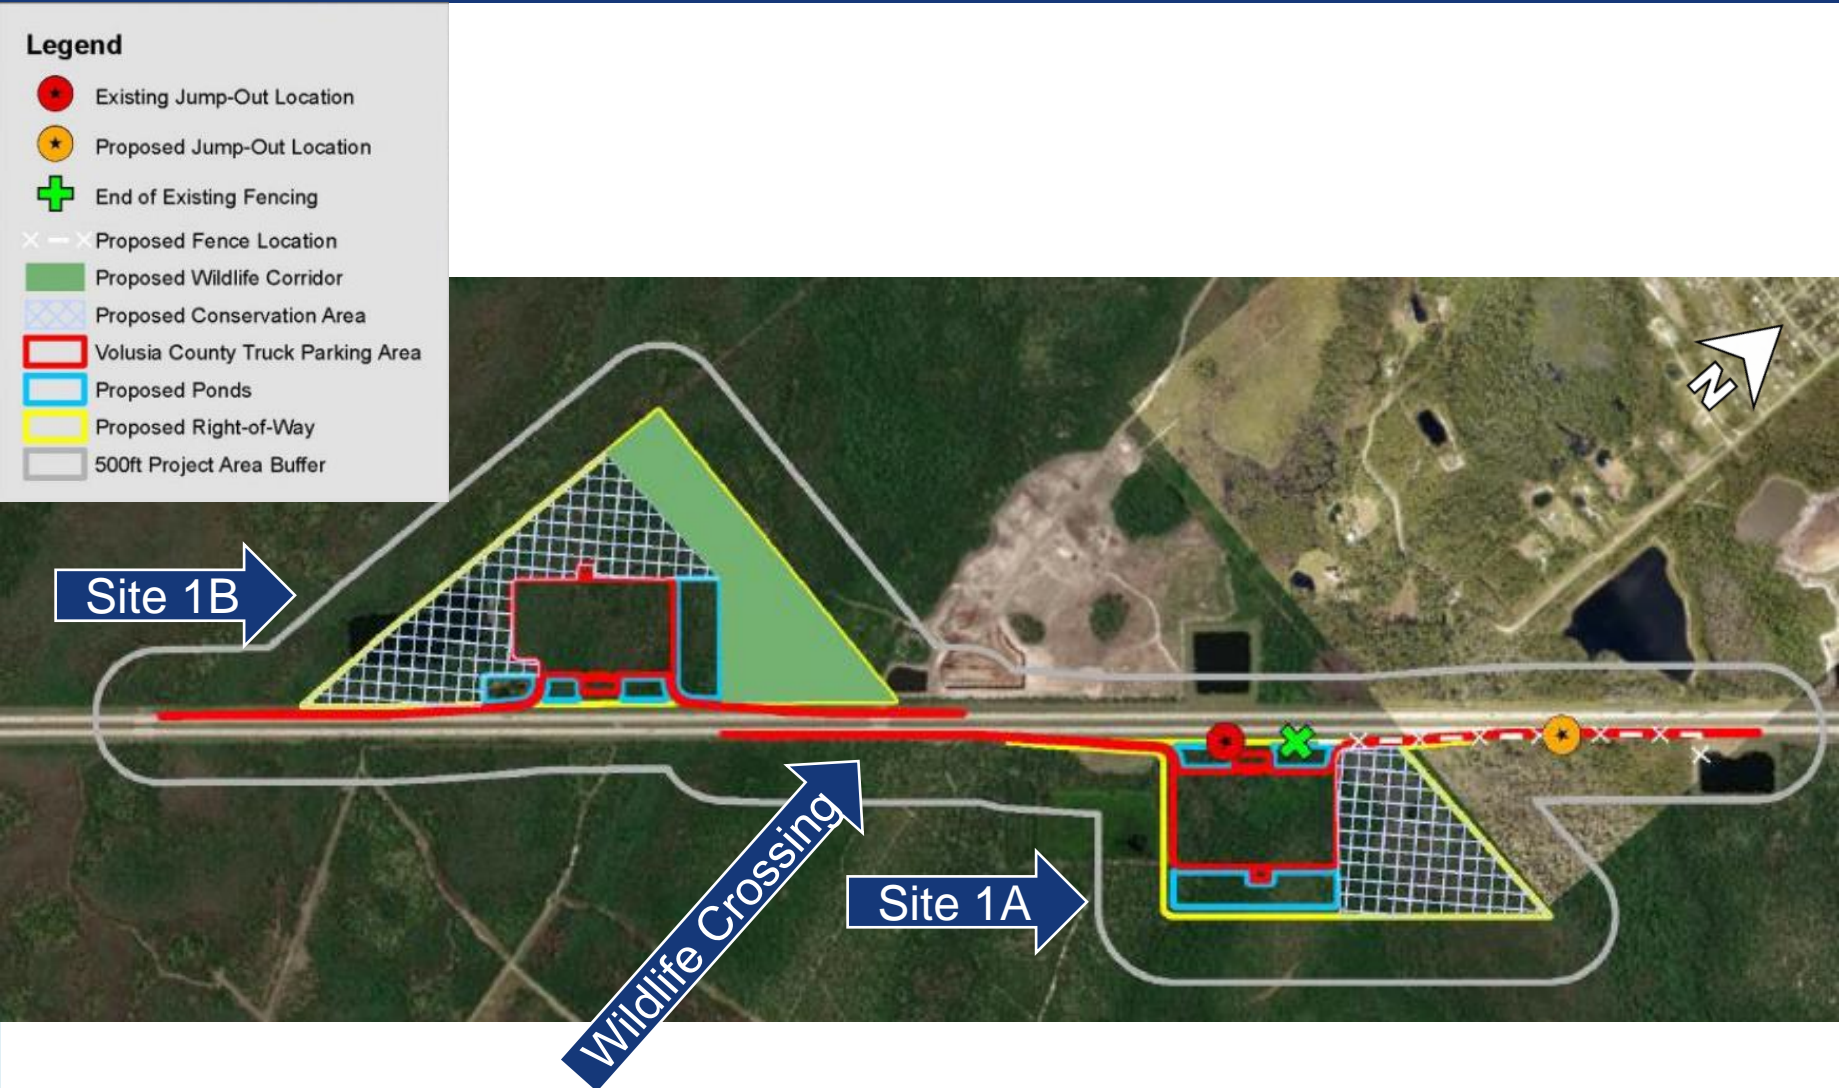 Legend
Existing Jump-Out Location
Proposed Jump-Out Location
End of Existing Fencing
Proposed Fence Location
Proposed Wildlife Corridor
Proposed Conservation Area
Volusia County Truck Parking Area
Proposed Ponds
Proposed Right-of-Way
500ft Project Area Buffer
N
Site 1B
Wildlife Crossing
Site 1A